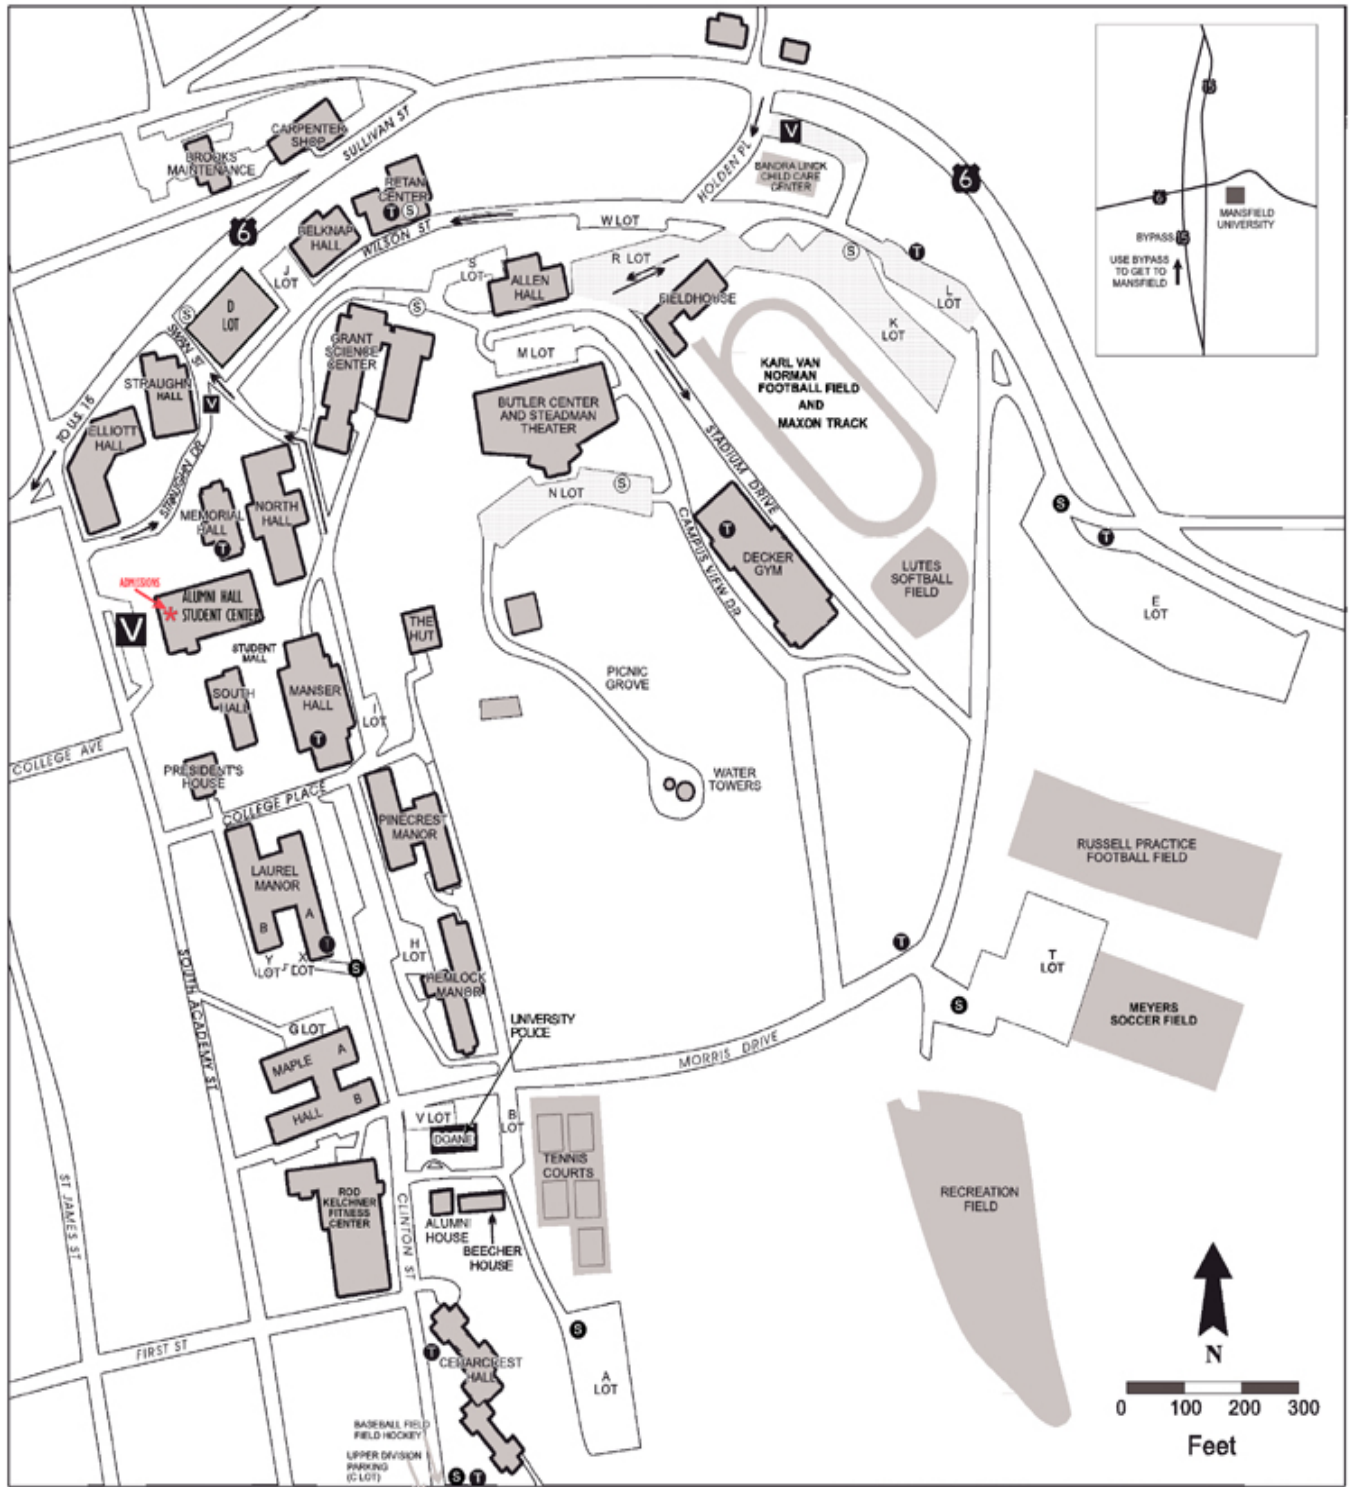 CARPENTER
SHOP
BROOKS
MAINTENANCE
SULLIVAN ST
6
RETAN
CENTER
T
S
BELKNAP
HALL
WILSON ST
W LOT
HOLDEN PL
V
CHILD CARE
CENTER
6
15
6
MANSFIELD
UNIVERSITY
BYPASS
15
USE BYPASS
TO GET TO
MANSFIELD
J
LOT
S
LOT
ALLEN
HALL
R LOT
FIELDHOUSE
S
T
L
LOT
K
LOT
D
LOT
S
SWAN ST
S
GRANT
SCIENCE
CENTER
M LOT
KARL VAN
NORMAN
FOOTBALL FIELD
AND
MAXON TRACK
STRAUGHN
HALL
V
TO U.S. 15
ELLIOTT
HALL
STRAUGHN DR
BUTLER CENTER
AND STEADMAN
THEATER
STADIUM DRIVE
N LOT
S
MEMORIAL
HALL
T
NORTH
HALL
CAMPUS VIEW DR
T
DECKER
GYM
LUTES
SOFTBALL
FIELD
S
T
E
LOT
ADMISSIONS
*
ALUMNI HALL
STUDENT CENTER
V
THE
HUT
STUDENT
MALL
SOUTH
HALL
MANSER
HALL
T
I
LOT
PICNIC
GROVE
COLLEGE AVE
PRESIDENT'S
HOUSE
COLLEGE PLACE
WATER
TOWERS
PINECREST
MANOR
LAUREL
MANOR
A
B
T
Y
LOT
X
LOT
S
H
LOT
HEMLOCK
MANOR
RUSSELL PRACTICE
FOOTBALL FIELD
T
T
LOT
S
MEYERS
SOCCER FIELD
SOUTH ACADEMY ST
G LOT
MAPLE
A
HALL
B
UNIVERSITY
POLICE
MORRIS DRIVE
V LOT
DOANE
B
LOT
TENNIS
COURTS
ST JAMES ST
ROD
KELCHNER
FITNESS
CENTER
CLINTON ST
ALUMNI
HOUSE
BEECHER
HOUSE
RECREATION
FIELD
FIRST ST
T
CEDARCREST
HALL
S
A
LOT
BASEBALL FIELD
FIELD HOCKEY
UPPER DIVISION
PARKING
(C LOT)
S
T
N
0 100 200 300
Feet